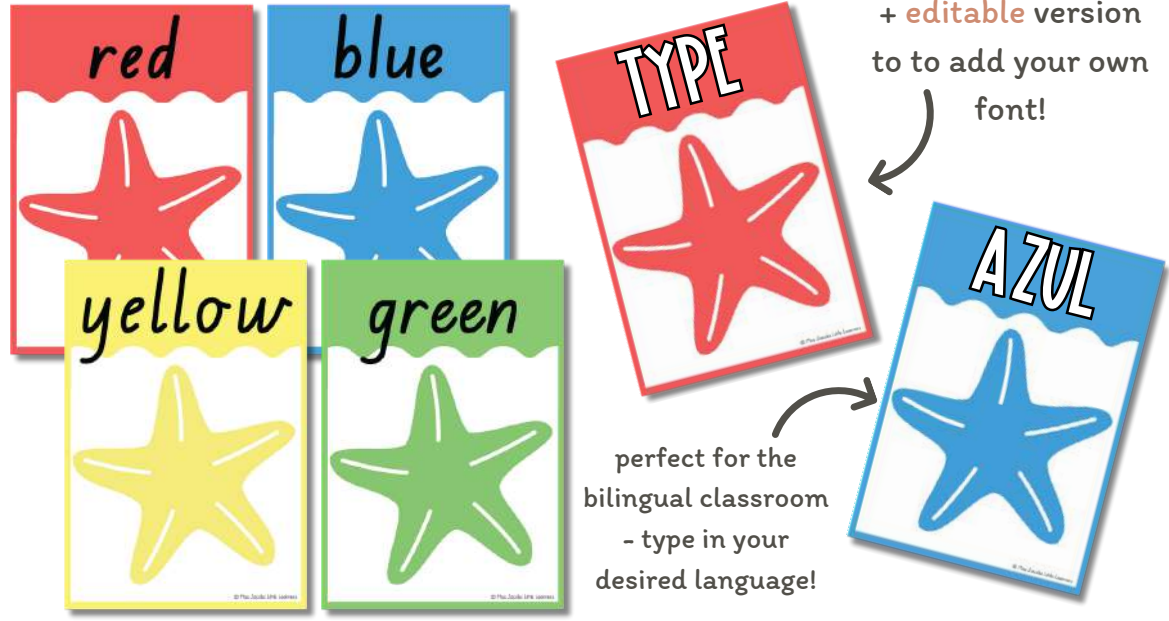 red
blue
yellow
green
TYPE
+ editable version
to to add your own
font!
AZUL
perfect for the
bilingual classroom
- type in your
desired language!